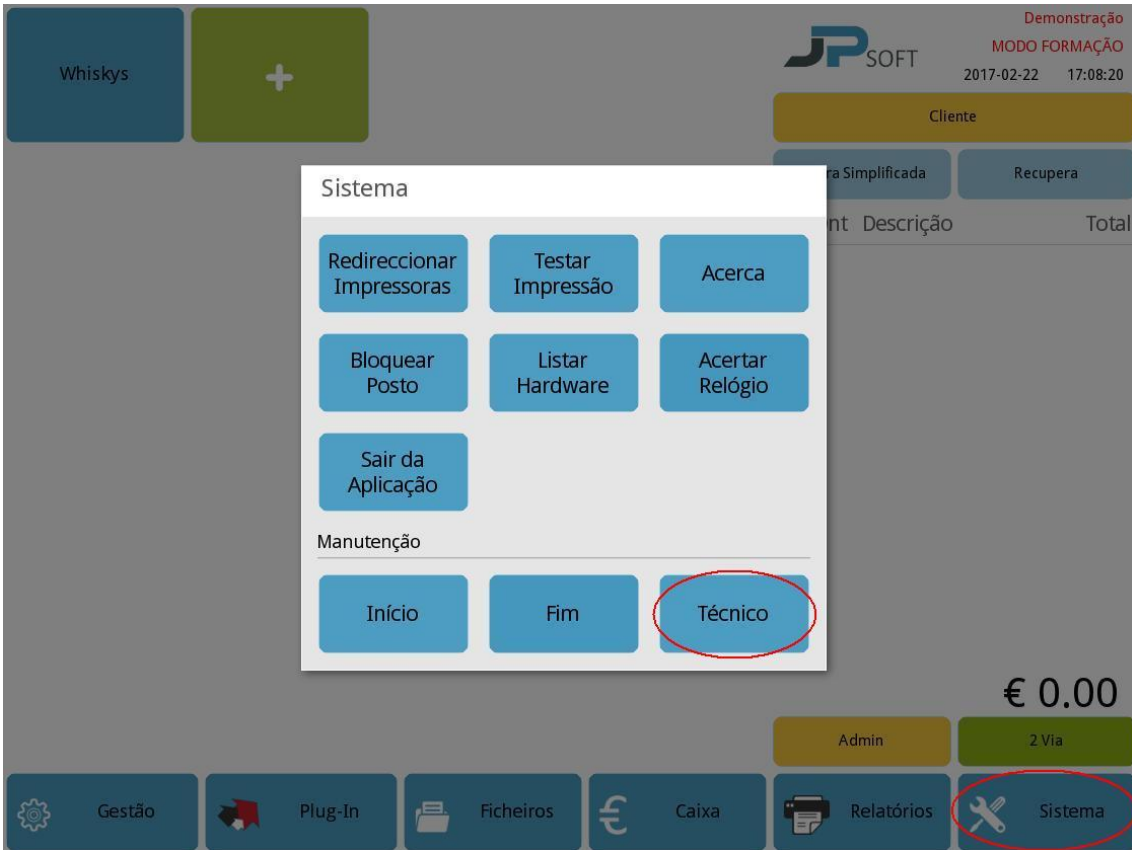 Whiskys
+
JPSOFT
Demonstração
MODO FORMAÇÃO
2017-02-22 17:08:20
Cliente
ra Simplificada
Recupera
nt Descrição Total
Sistema
Redireccionar
Impressoras
Testar
Impressão
Acerca
Bloquear
Posto
Listar
Hardware
Acertar
Relógio
Sair da
Aplicação
Manutenção
Início
Fim
Técnico
€ 0.00
Admin
2 Via
Gestão
Plug-In
Ficheiros
€ Caixa
Relatórios
Sistema